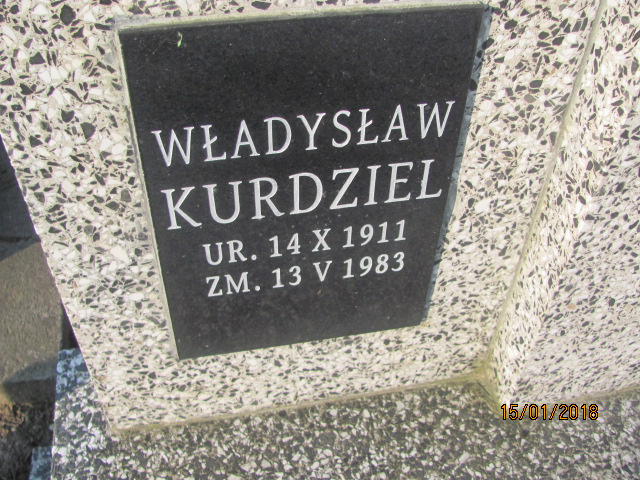 WŁADYSŁAW
KURDZIEL
UR. 14 X 1911
ZM. 13 V 1983
15/01/2018